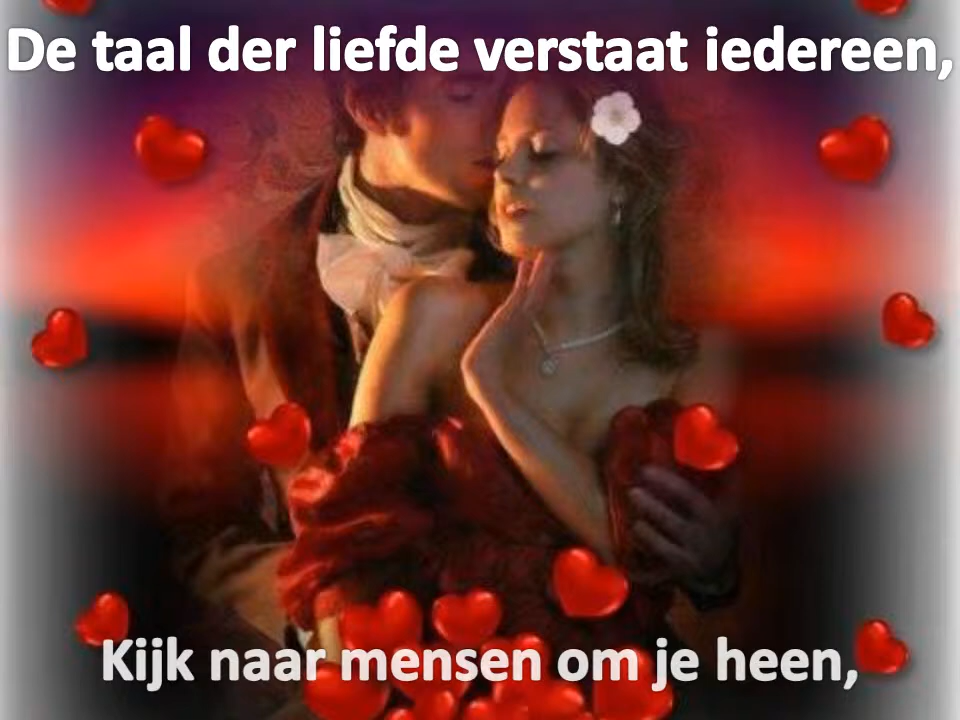 De taal der liefde verstaat iedereen,
Kijk naar mensen om je heen,